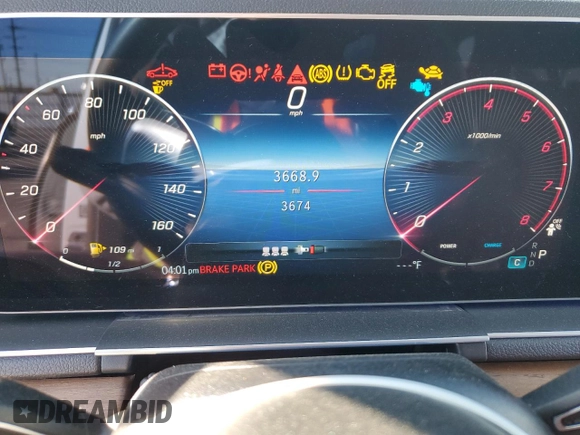 OFF
ABS
OFF
0
mph
0 20 40 60 80 100 120 140 160
mph
0 1 2 3 4 5 6 7 8
x1000/min
3668.9
mi
3674
POWER CHARGE
OFF
0 1/2 1
109 mi
R
N
D
P
C
04:01 pm BRAKE PARK P
---°F
DREAMBID